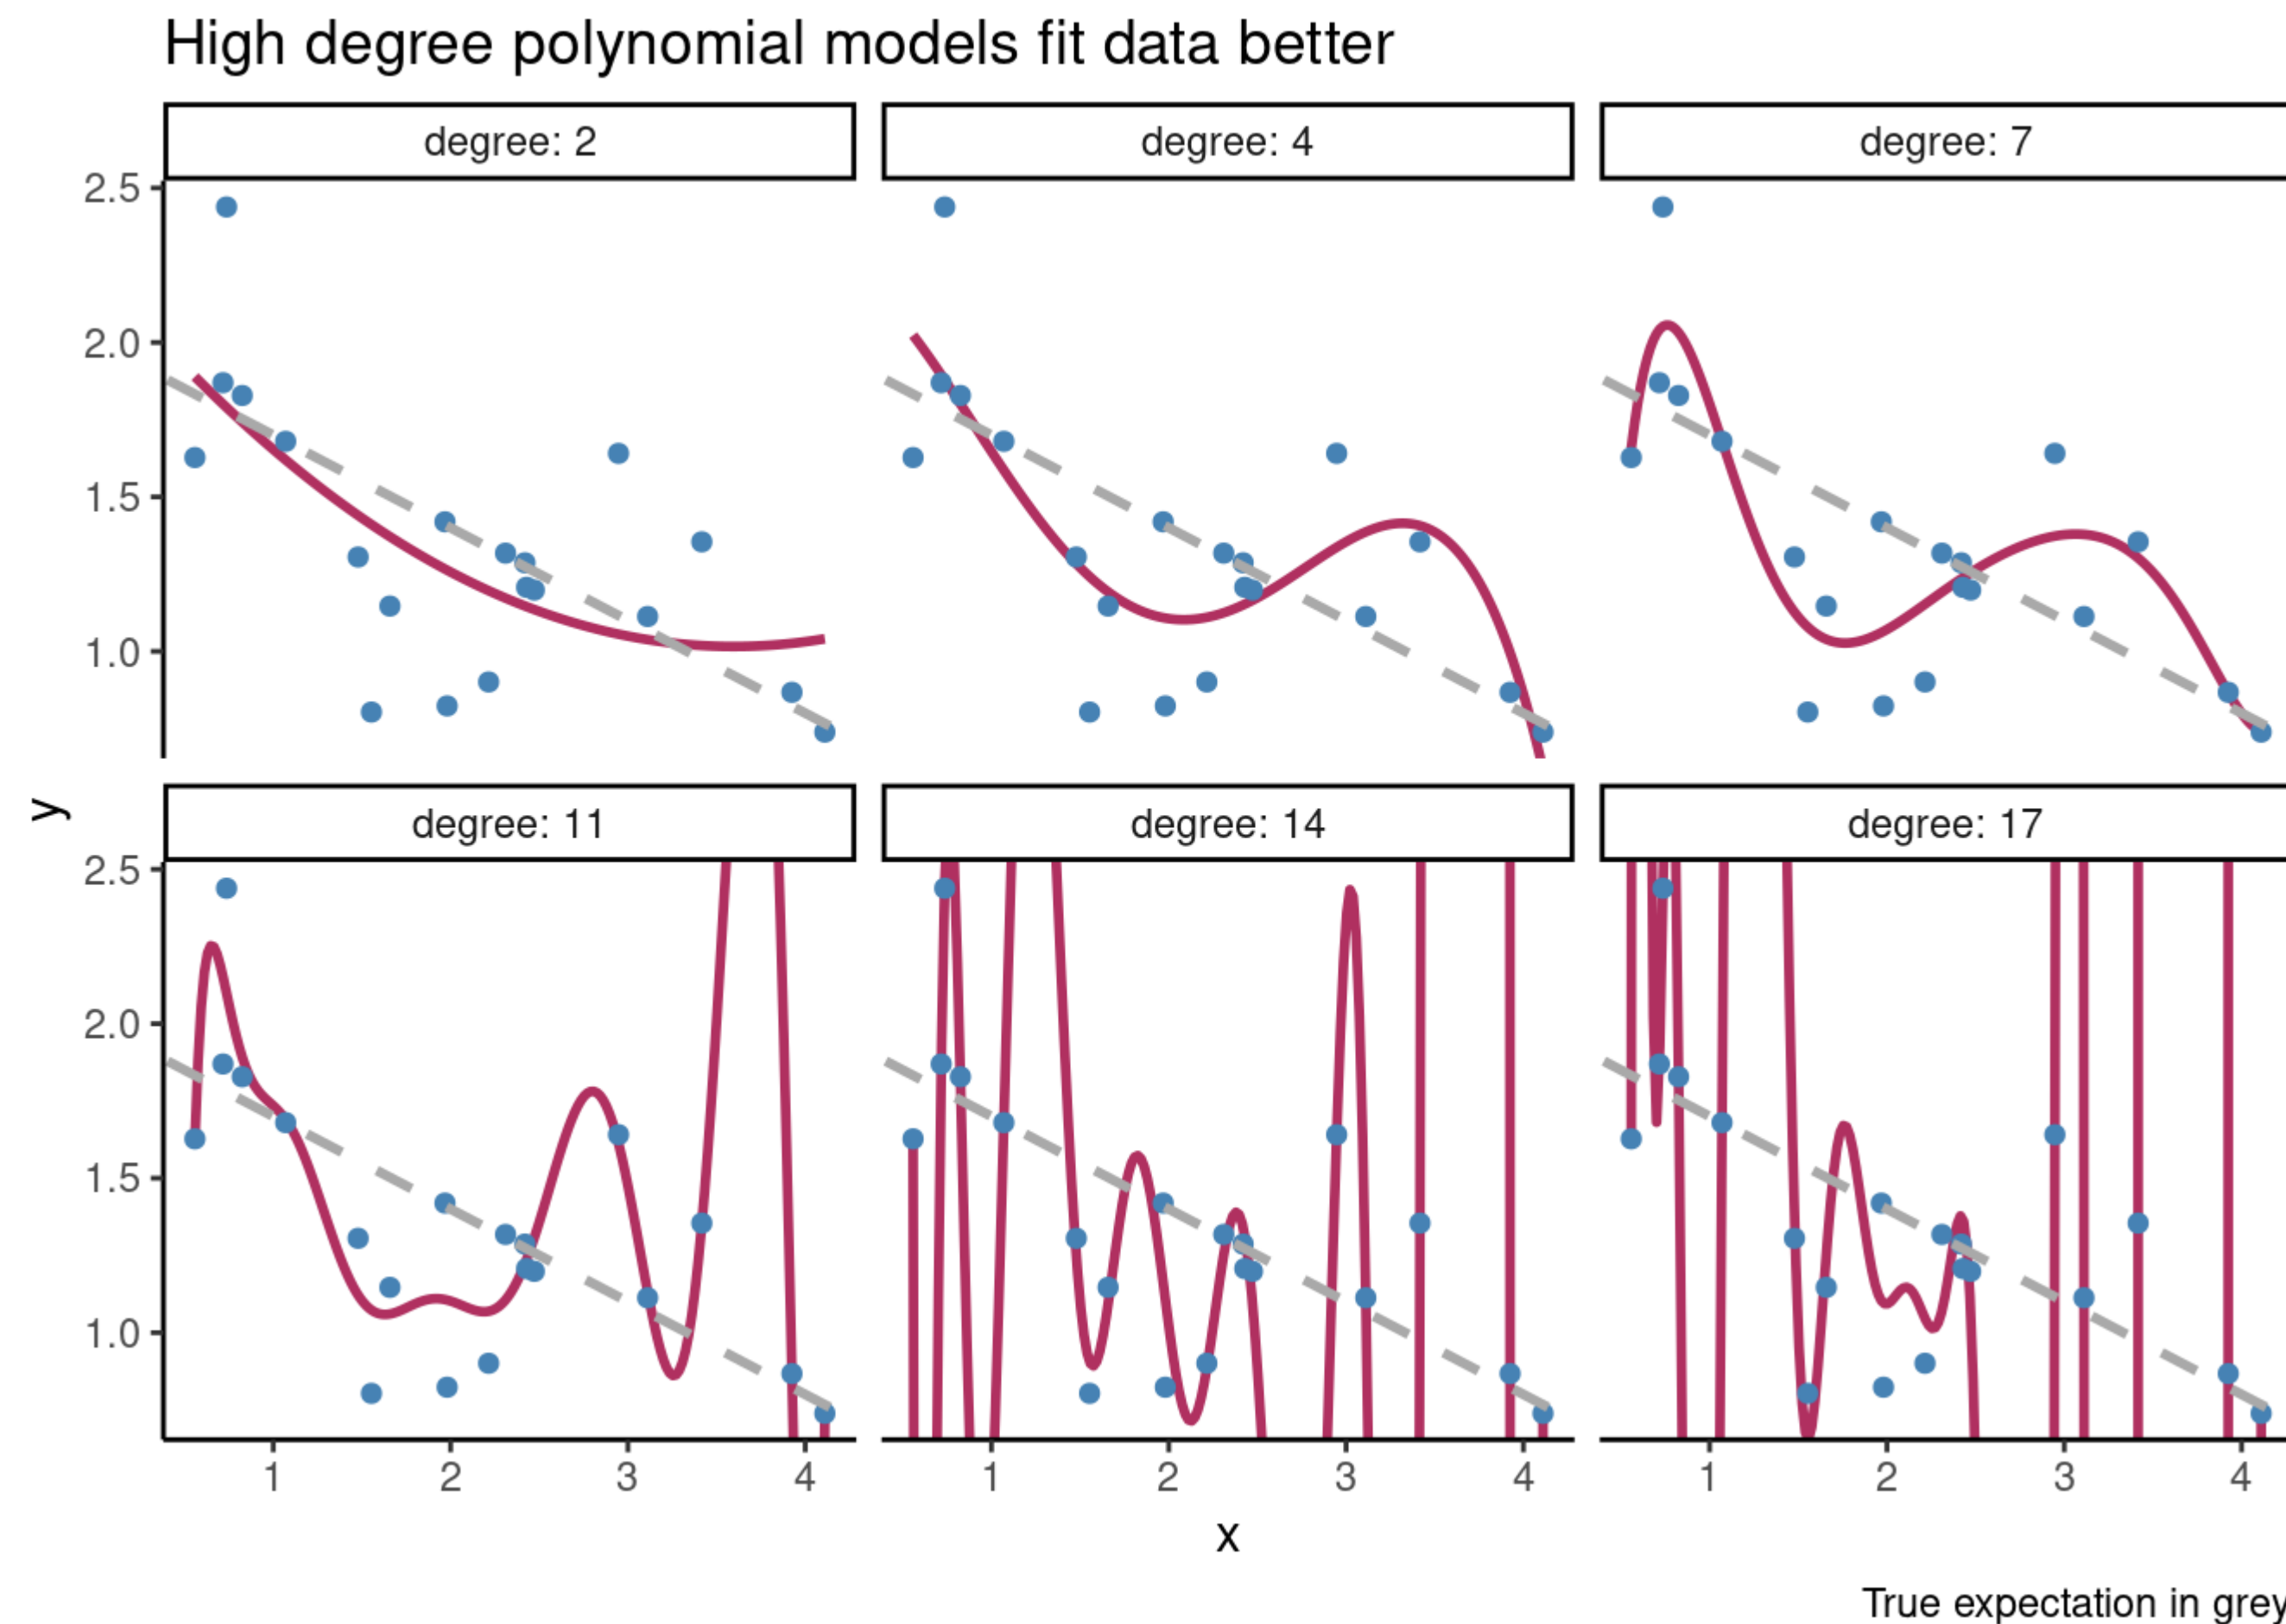 High degree polynomial models fit data better
degree: 2
degree: 4
degree: 7
2.5
2.0
1.5
1.0
y
degree: 11
degree: 14
degree: 17
2.5
2.0
1.5
1.0
1 2 3 4
1 2 3 4
1 2 3 4
x
True expectation in grey